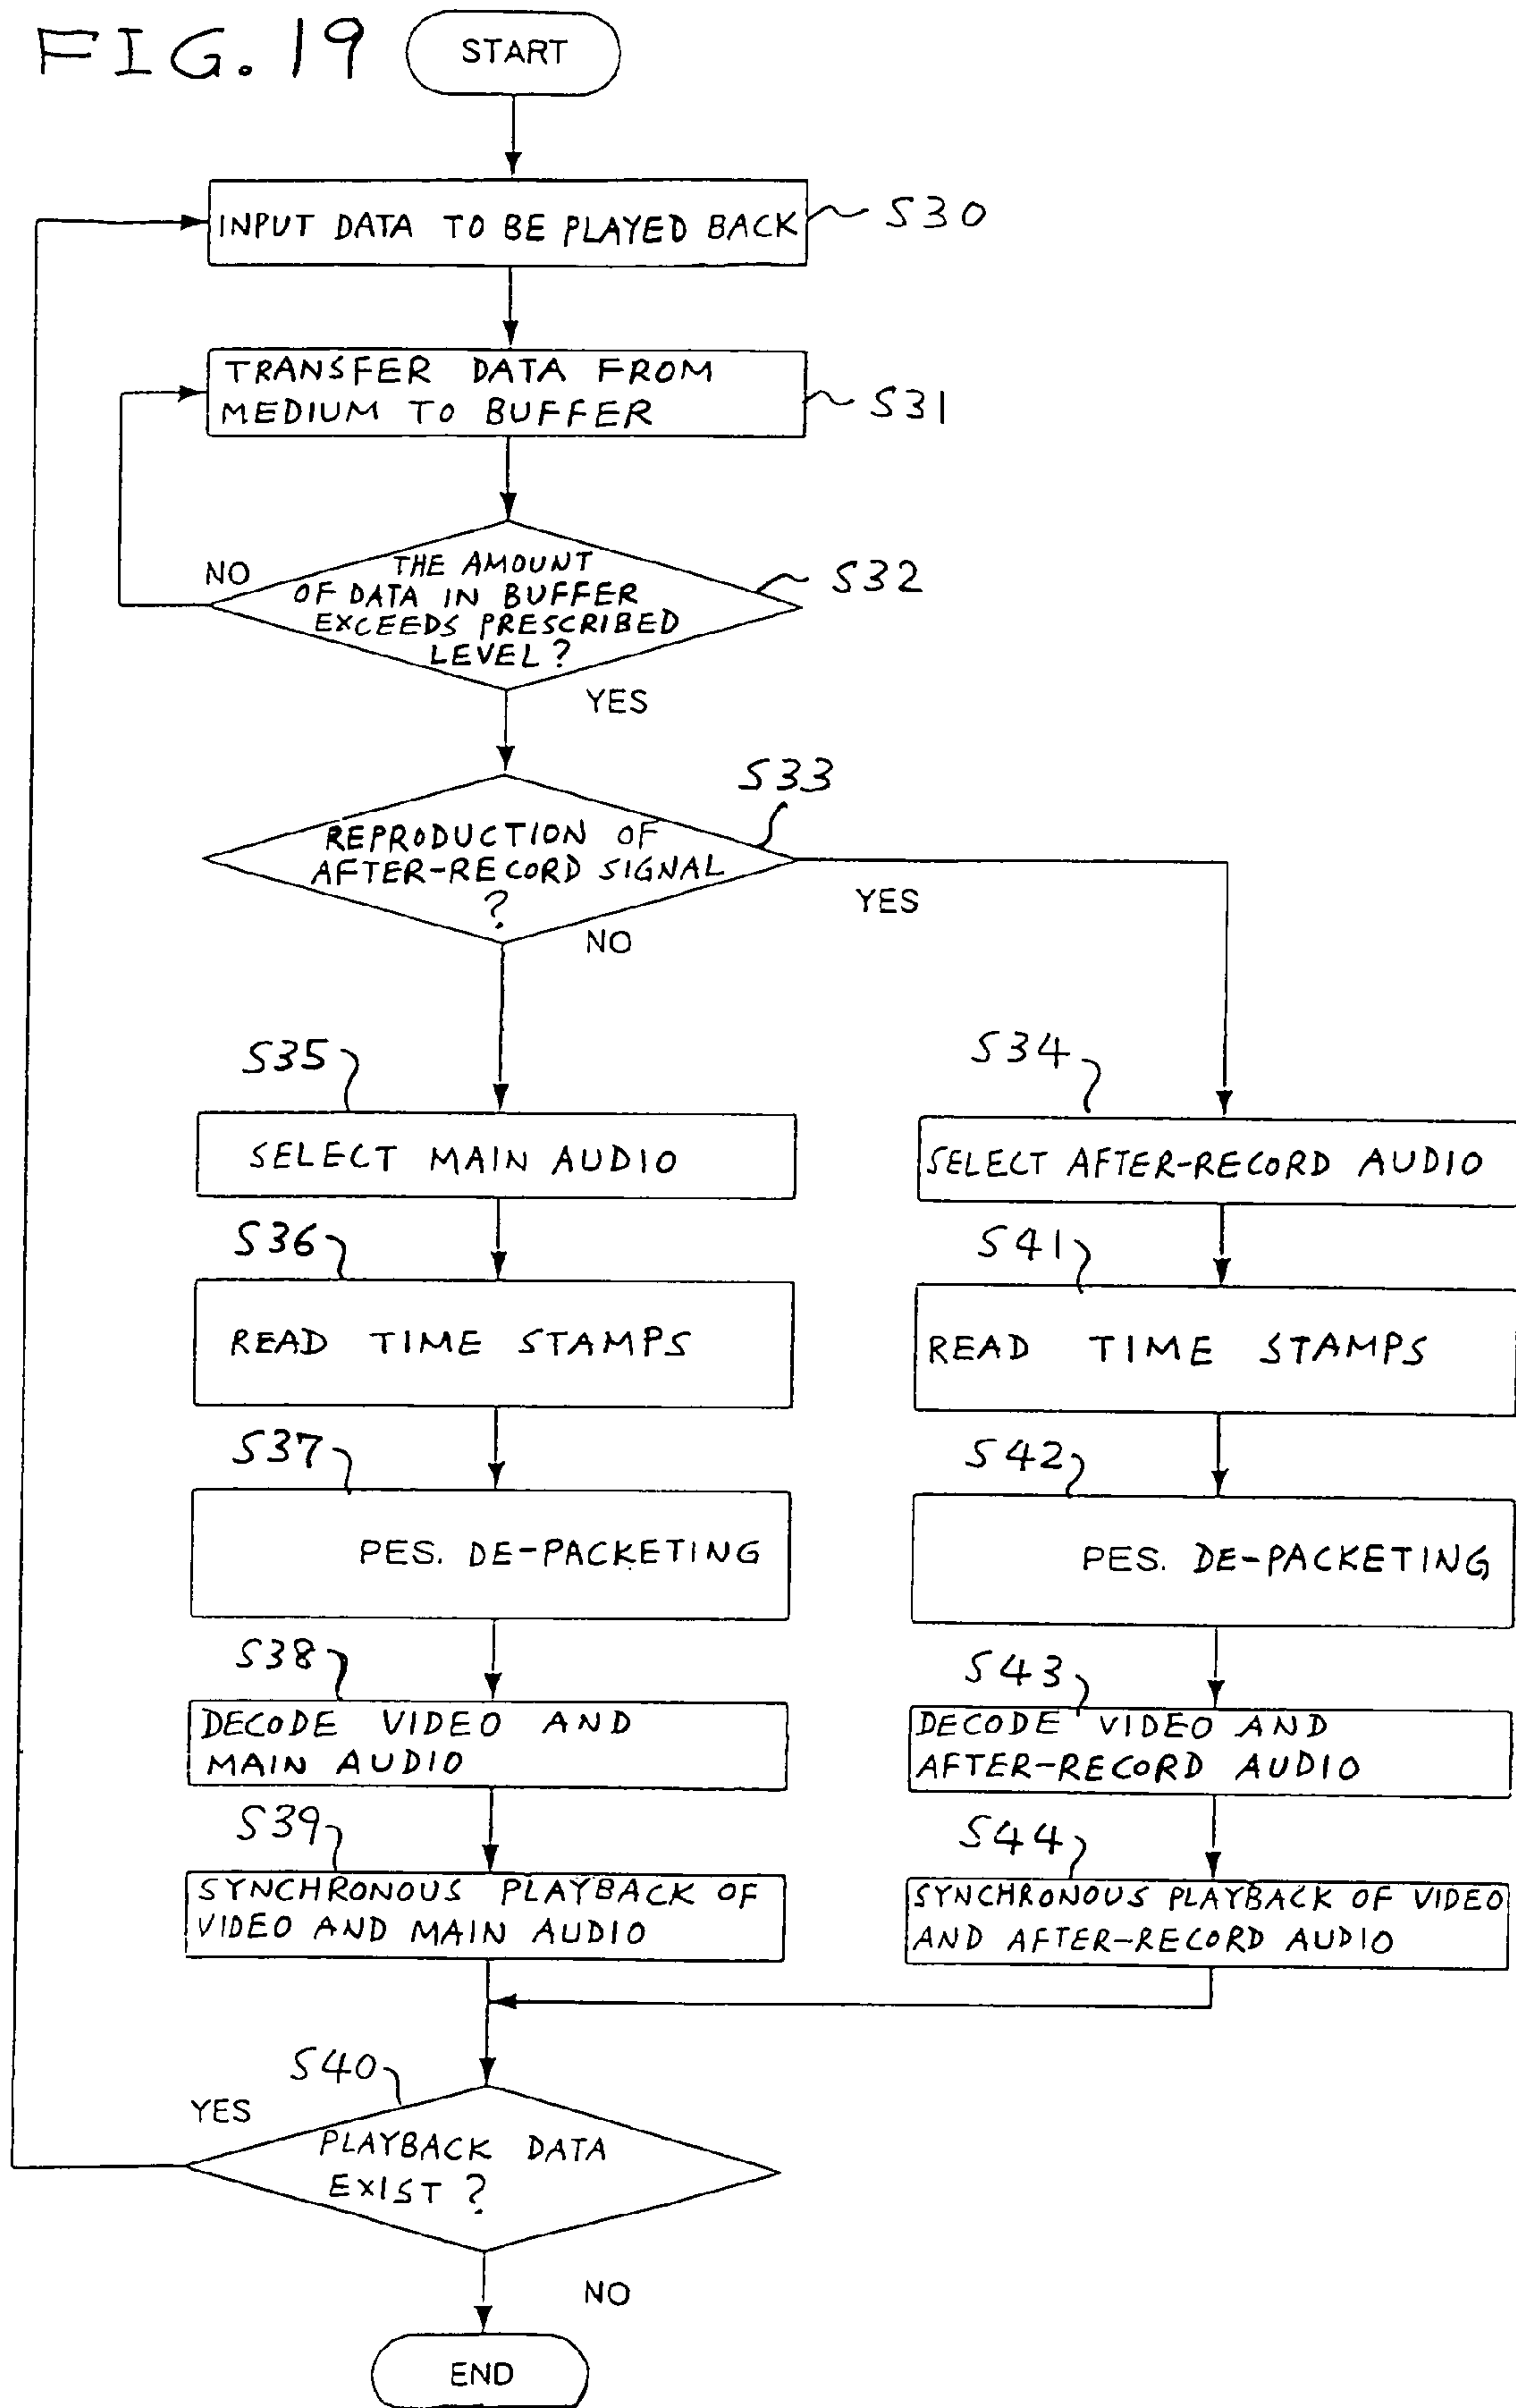 FIG. 19
START
INPUT DATA TO BE PLAYED BACK
S30
TRANSFER DATA FROM
MEDIUM TO BUFFER
S31
THE AMOUNT
OF DATA IN BUFFER
EXCEEDS PRESCRIBED
LEVEL?
S32
NO
YES
S33
REPRODUCTION OF
AFTER-RECORD SIGNAL
?
YES
NO
S35
SELECT MAIN AUDIO
S36
READ TIME STAMPS
S37
PES. DE-PACKETING
S38
DECODE VIDEO AND
MAIN AUDIO
S39
SYNCHRONOUS PLAYBACK OF
VIDEO AND MAIN AUDIO
S34
SELECT AFTER-RECORD AUDIO
S41
READ TIME STAMPS
S42
PES. DE-PACKETING
S43
DECODE VIDEO AND
AFTER-RECORD AUDIO
S44
SYNCHRONOUS PLAYBACK OF VIDEO
AND AFTER-RECORD AUDIO
S40
YES
PLAYBACK DATA
EXIST?
NO
END